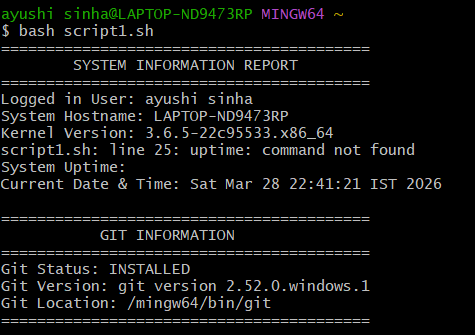 ayushi sinha@LAPTOP-ND9473RP MINGW64 ~
$ bash script1.sh
=========================================
SYSTEM INFORMATION REPORT
=========================================
Logged in User: ayushi sinha
System Hostname: LAPTOP-ND9473RP
Kernel Version: 3.6.5-22c95533.x86_64
script1.sh: line 25: uptime: command not found
System Uptime:
Current Date & Time: Sat Mar 28 22:41:21 IST 2026
=========================================
GIT INFORMATION
=========================================
Git Status: INSTALLED
Git Version: git version 2.52.0.windows.1
Git Location: /mingw64/bin/git
=========================================